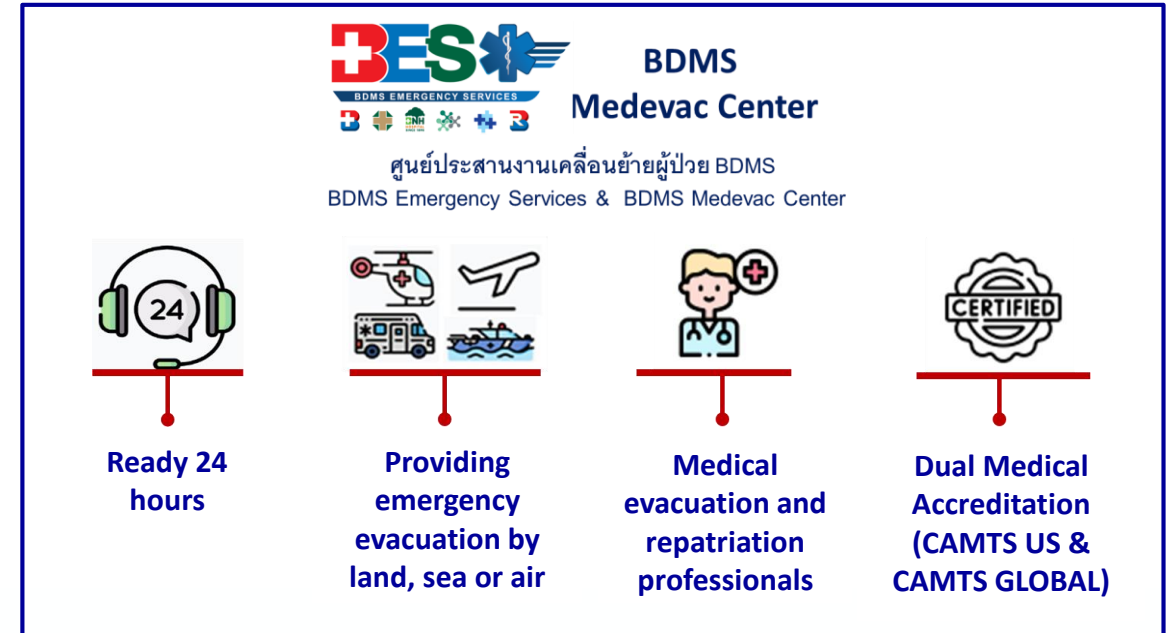 BES
BDMS
BDMS EMERGENCY SERVICES
Medevac Center
BNH
ศูนย์ประสานงานเคลื่อนย้ายผู้ป่วย BDMS
BDMS Emergency Services & BDMS Medevac Center
24
CERTIFIED
Ready 24
hours
Providing
emergency
evacuation by
land, sea or air
Medical
evacuation and
repatriation
professionals
Dual Medical
Accreditation
(CAMTS US &
CAMTS GLOBAL)